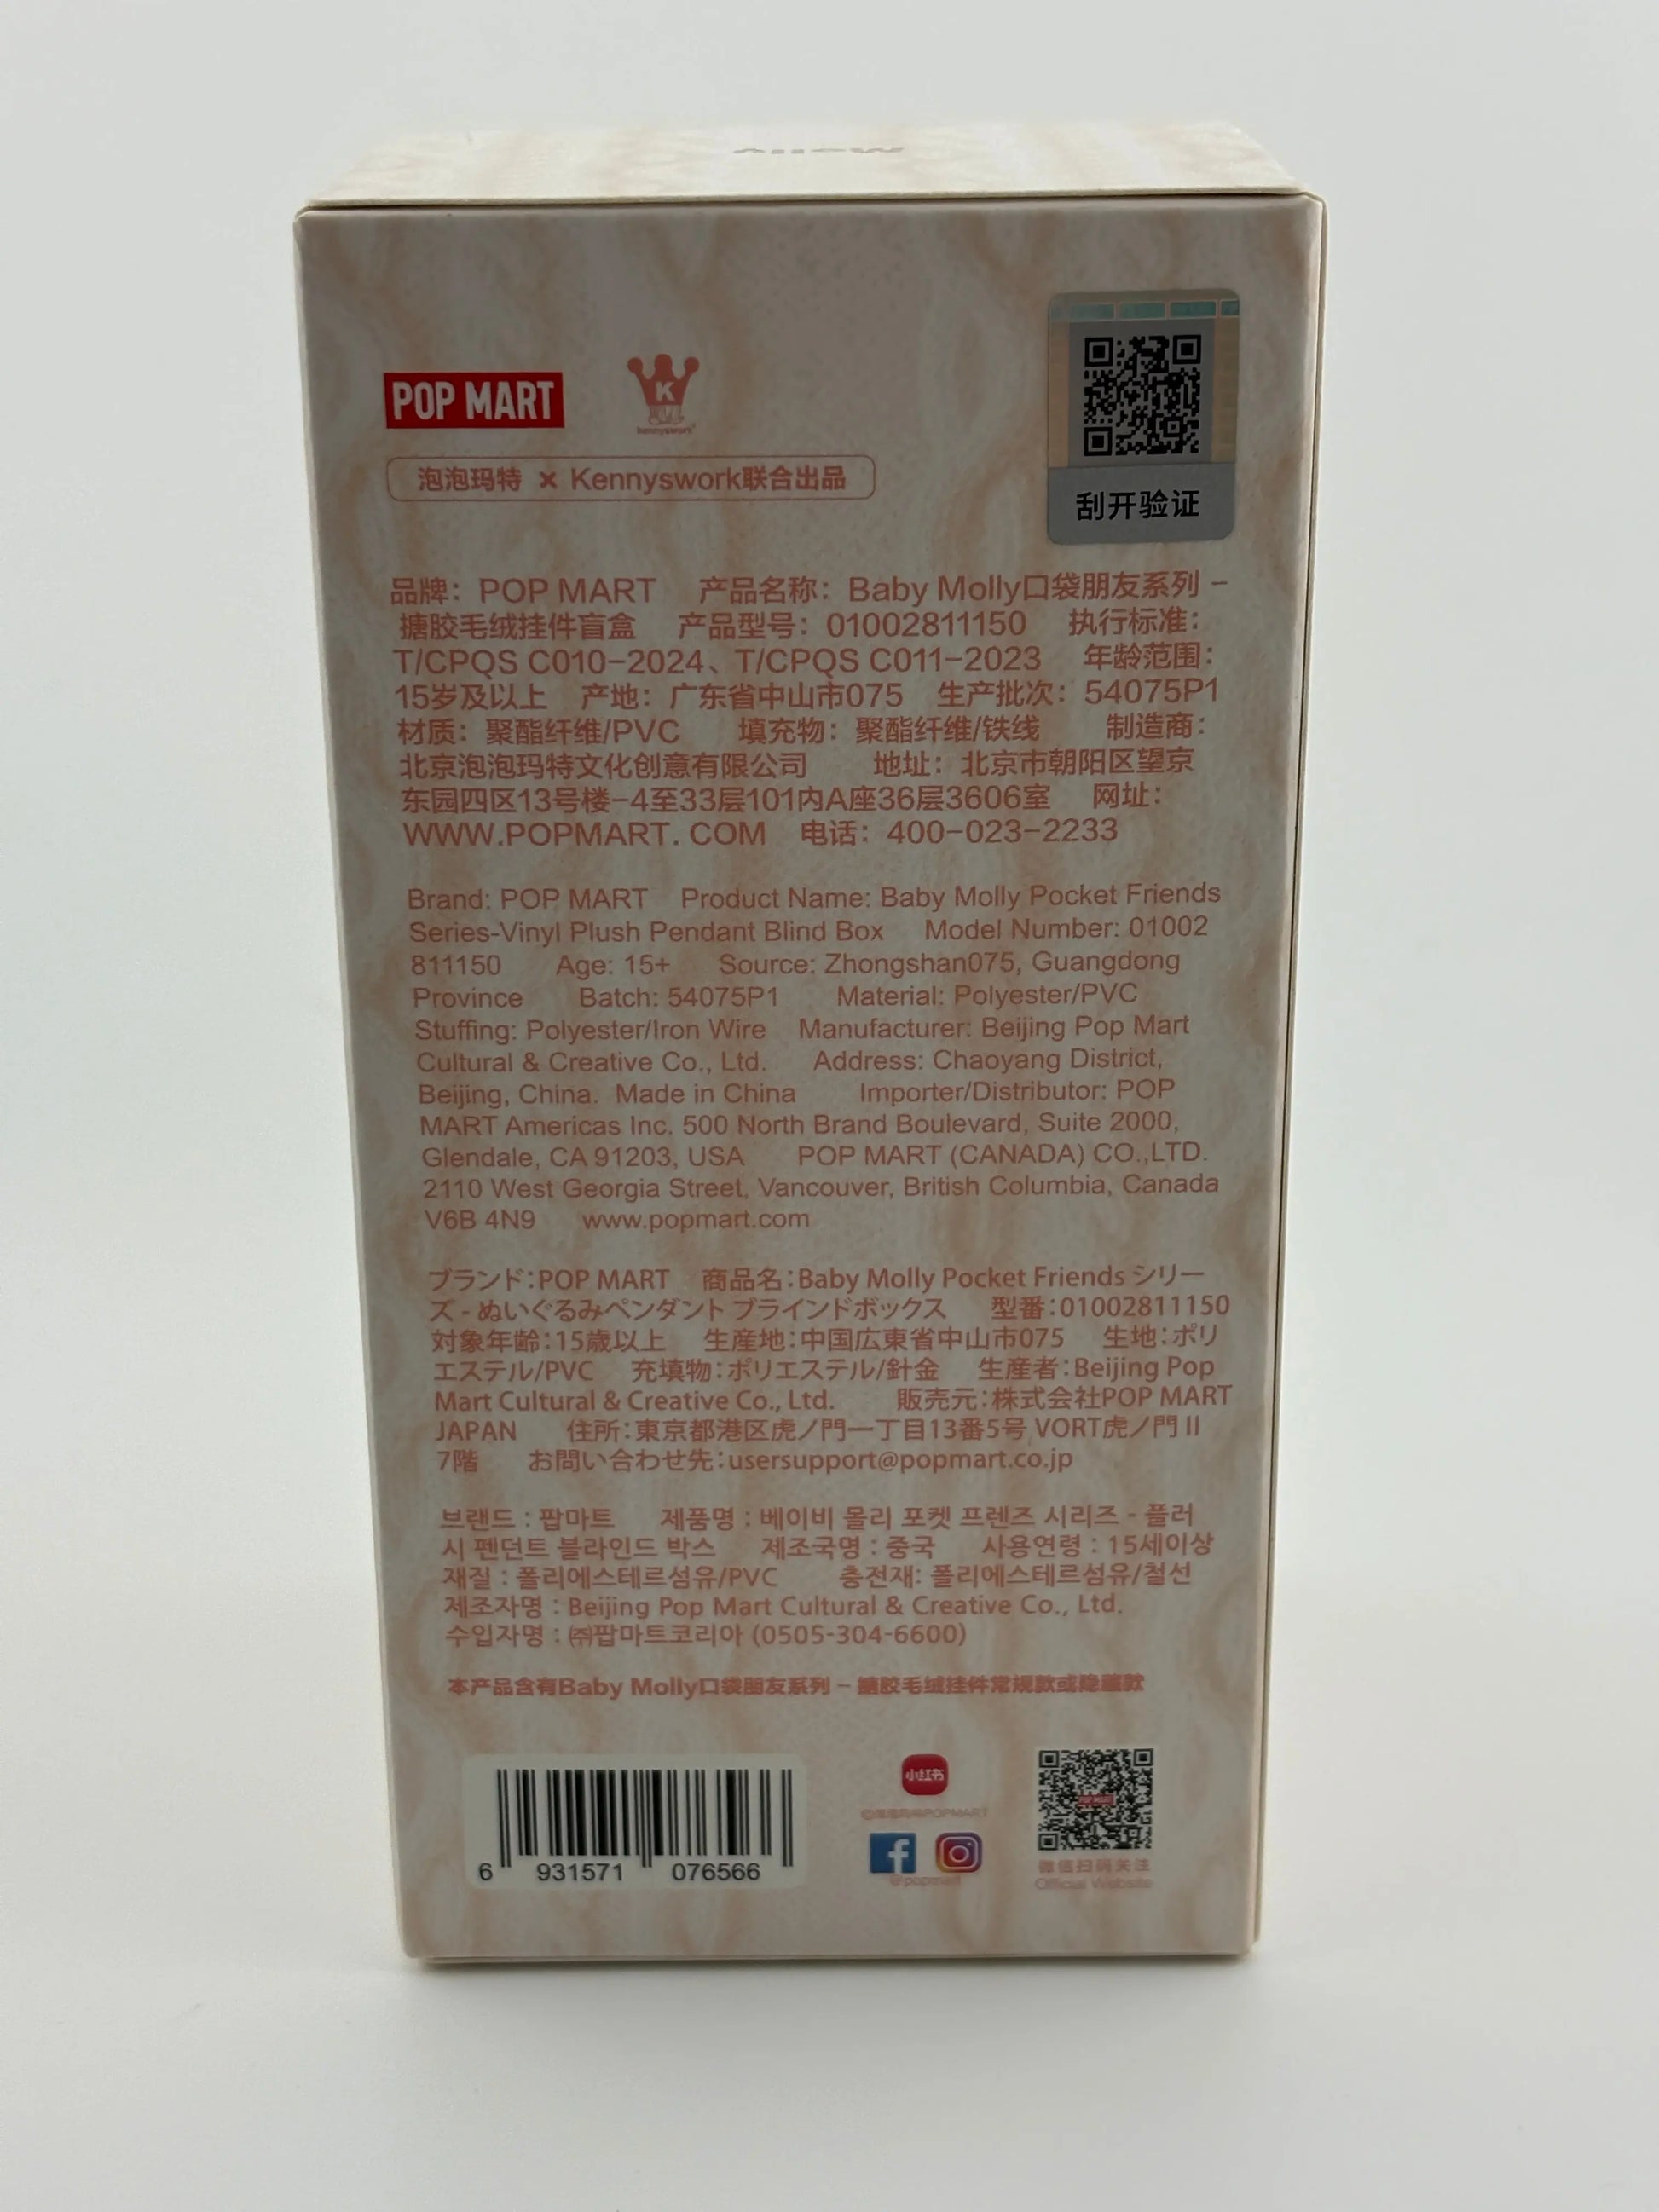 Molly
POP MART
K
kennyswork
泡泡玛特 × Kennyswork联合出品
刮开验证
品牌：POP MART 产品名称：Baby Molly口袋朋友系列 –
搪胶毛绒挂件盲盒 产品型号：01002811150 执行标准：
T/CPQS C010-2024、T/CPQS C011-2023 年龄范围：
15岁及以上 产地：广东省中山市075 生产批次：54075P1
材质：聚酯纤维/PVC 填充物：聚酯纤维/铁线 制造商：
北京泡泡玛特文化创意有限公司 地址：北京市朝阳区望京
东园四区13号楼-4至33层101内A座36层3606室 网址：
WWW.POPMART. COM 电话：400-023-2233
Brand: POP MART Product Name: Baby Molly Pocket Friends
Series-Vinyl Plush Pendant Blind Box Model Number: 01002
811150 Age: 15+ Source: Zhongshan075, Guangdong
Province Batch: 54075P1 Material: Polyester/PVC
Stuffing: Polyester/Iron Wire Manufacturer: Beijing Pop Mart
Cultural & Creative Co., Ltd. Address: Chaoyang District,
Beijing, China. Made in China Importer/Distributor: POP
MART Americas Inc. 500 North Brand Boulevard, Suite 2000,
Glendale, CA 91203, USA POP MART (CANADA) CO.,LTD.
2110 West Georgia Street, Vancouver, British Columbia, Canada
V6B 4N9 www.popmart.com
ブランド:POP MART 商品名:Baby Molly Pocket Friends シリー
ズ - ぬいぐるみペンダント ブラインドボックス 型番:01002811150
対象年齢:15歳以上 生産地:中国広東省中山市075 生地:ポリ
エステル/PVC 充填物:ポリエステル/針金 生産者:Beijing Pop
Mart Cultural & Creative Co., Ltd. 販売元:株式会社POP MART
JAPAN 住所:東京都港区虎ノ門一丁目13番5号 VORT虎ノ門 II
7階 お問い合わせ先:usersupport@popmart.co.jp
브랜드 : 팝마트 제품명 : 베이비 몰리 포켓 프렌즈 시리즈 - 플러
시 펜던트 블라인드 박스 제조국명 : 중국 사용연령 : 15세이상
재질 : 폴리에스테르섬유/PVC 충전재: 폴리에스테르섬유/철선
제조자명 : Beijing Pop Mart Cultural & Creative Co., Ltd.
수입자명 : ㈜팝마트코리아 (0505-304-6600)
本产品含有Baby Molly口袋朋友系列 – 搪胶毛绒挂件常规款或隐藏款
6 931571 076566
小红书
@泡泡玛特POPMART
@popmart
POP MART
微信扫码关注
Official Website